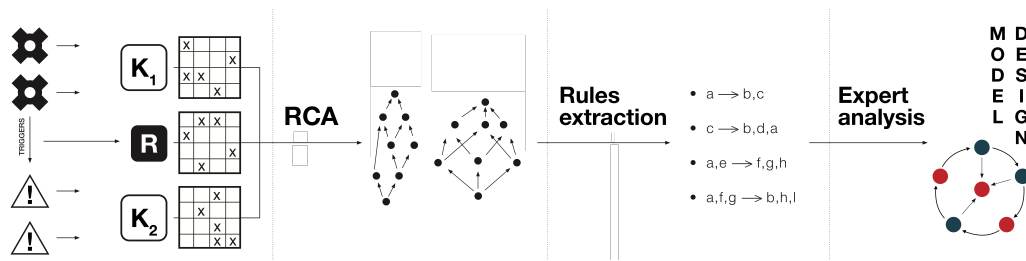 TRIGGERS
K1
R
K2
X
X
X X
X
X X
X
X
X
X
X
X X
RCA
Rules
extraction
a → b,c
c → b,d,a
a,e → f,g,h
a,f,g → b,h,l
Expert
analysis
MODEL
DESIGN